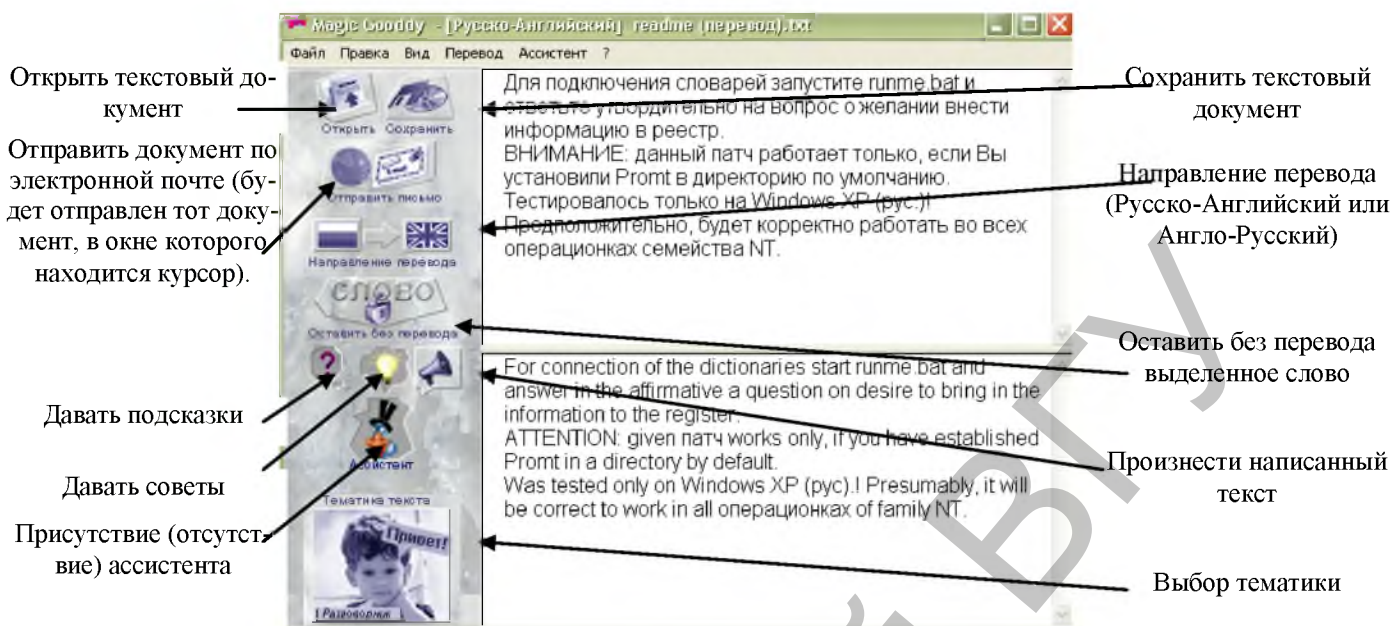 Magic Gooddy - [Русско-Английский] readme (перевод).txt
Файл Правка Вид Перевод Ассистент ?
Открыть текстовый до-
кумент
Отправить документ по
электронной почте (бу-
дет отправлен тот доку-
мент, в окне которого
находится курсор).
Давать подсказки
Давать советы
Присутствие (отсутст-
вие) ассистента
Открыть Сохранить
Отправить письмо
Направление перевода
СЛОВО
Оставить без перевода
?
Ассистент
Тематика текста
Привет!
Разговорник
Для подключения словарей запустите runme.bat и
ответьте утвердительно на вопрос о желании внести
информацию в реестр.
ВНИМАНИЕ: данный патч работает только, если Вы
установили Promt в директорию по умолчанию.
Тестировалось только на Windows XP (рус.)!
Предположительно, будет корректно работать во всех
операционках семейства NT.
For connection of the dictionaries start runme.bat and
answer in the affirmative a question on desire to bring in the
information to the register.
ATTENTION: given патч works only, if you have established
Promt in a directory by default.
Was tested only on Windows XP (рус).! Presumably, it will
be correct to work in all операционках of family NT.
Сохранить текстовый
документ
Направление перевода
(Русско-Английский или
Англо-Русский)
Оставить без перевода
выделенное слово
Произнести написанный
текст
Выбор тематики
ВГУ